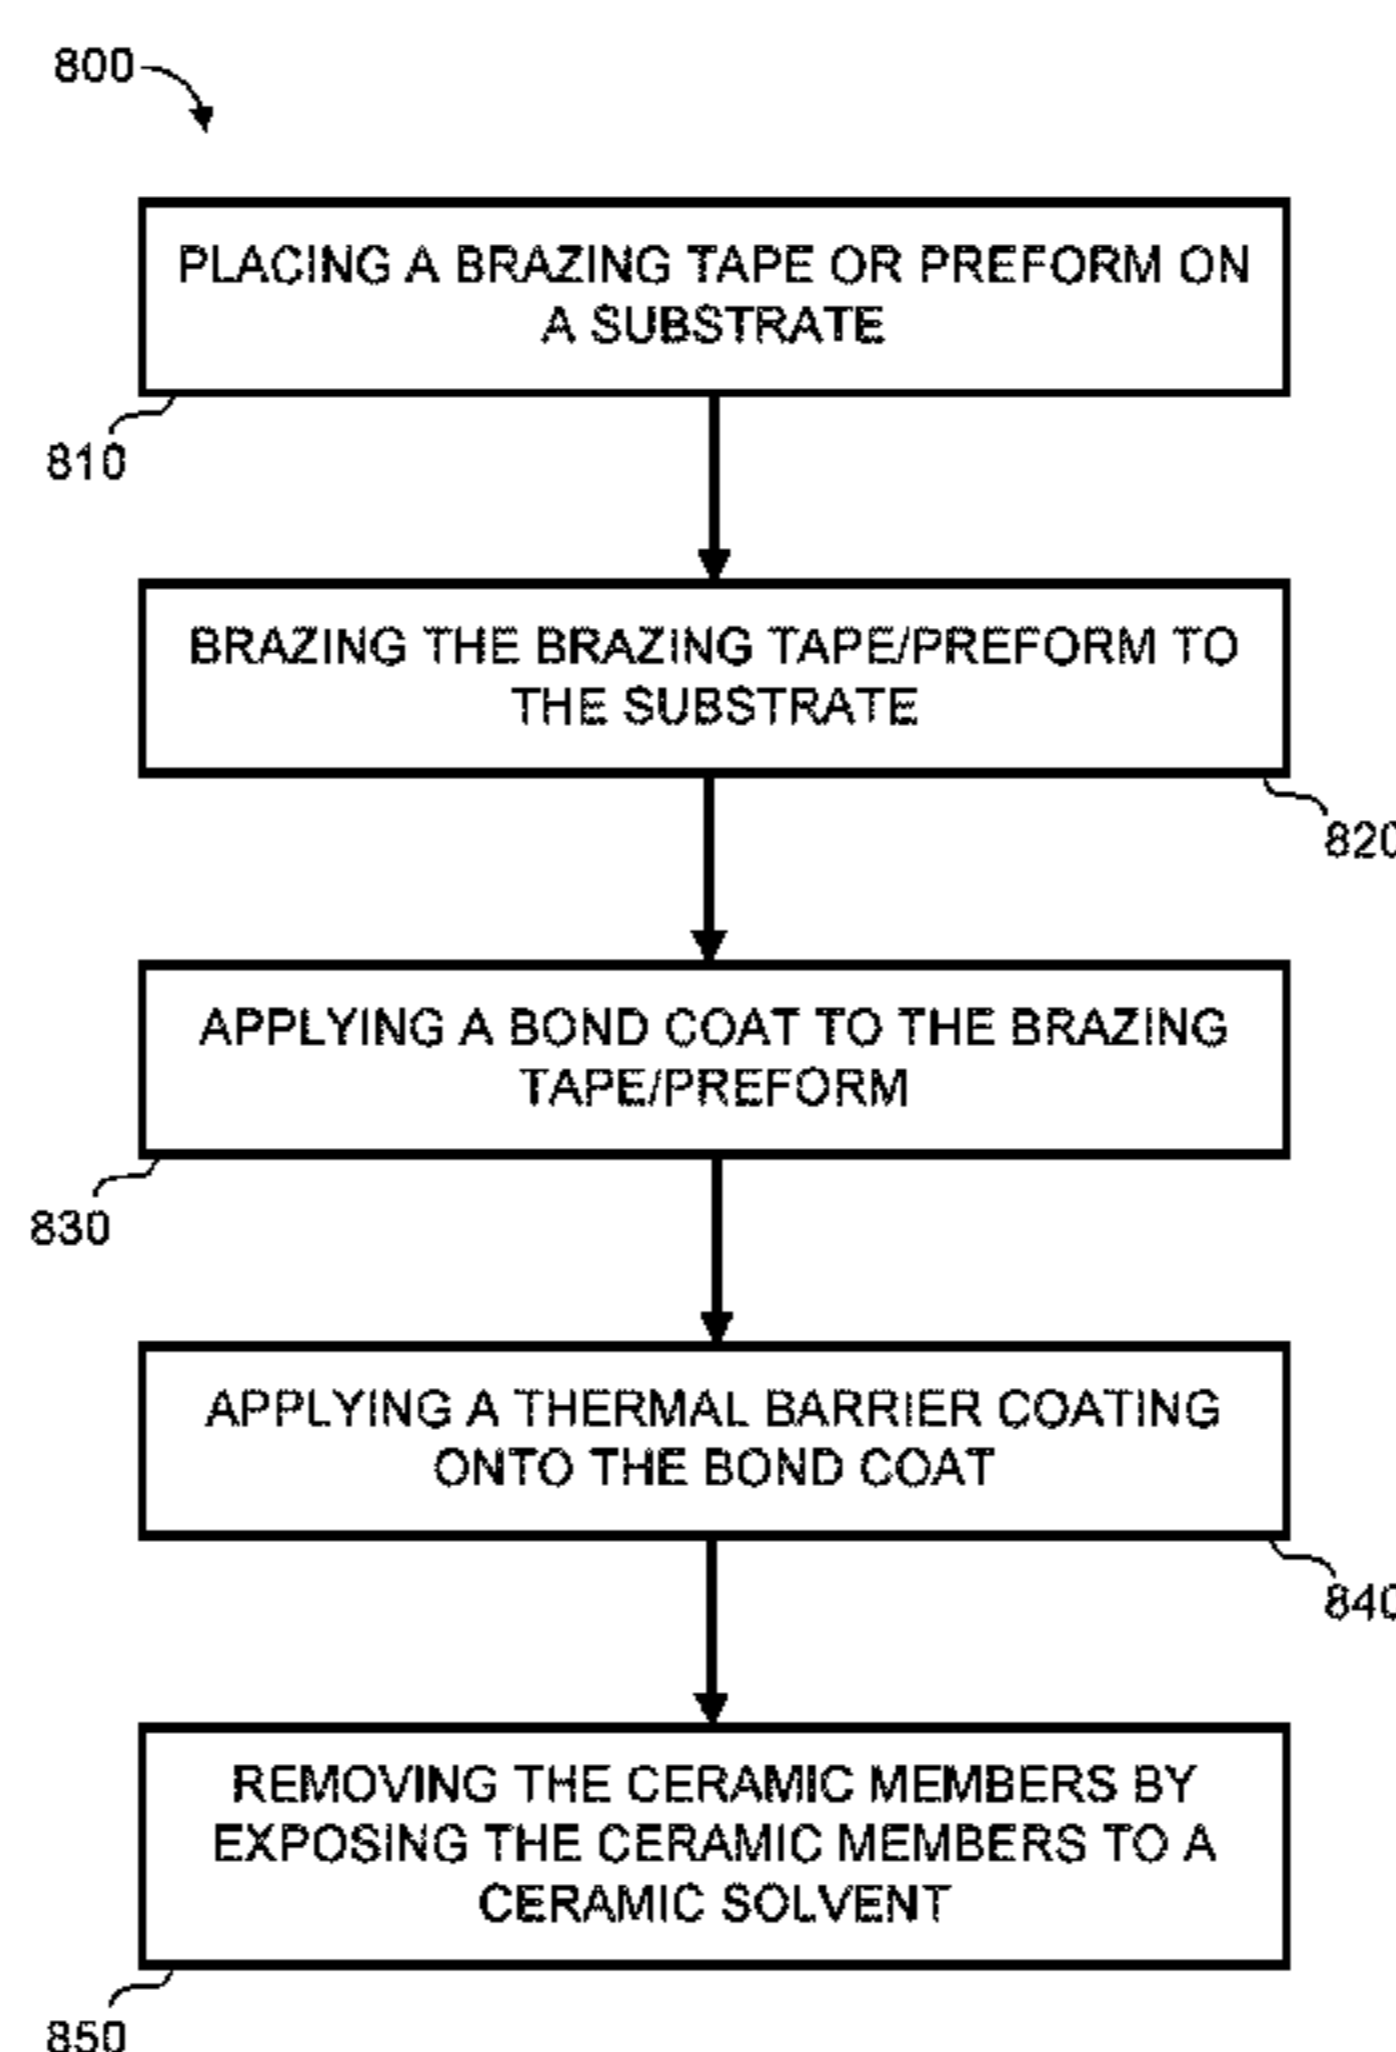 800
PLACING A BRAZING TAPE OR PREFORM ON
A SUBSTRATE
810
BRAZING THE BRAZING TAPE/PREFORM TO
THE SUBSTRATE
820
APPLYING A BOND COAT TO THE BRAZING
TAPE/PREFORM
830
APPLYING A THERMAL BARRIER COATING
ONTO THE BOND COAT
840
REMOVING THE CERAMIC MEMBERS BY
EXPOSING THE CERAMIC MEMBERS TO A
CERAMIC SOLVENT
850